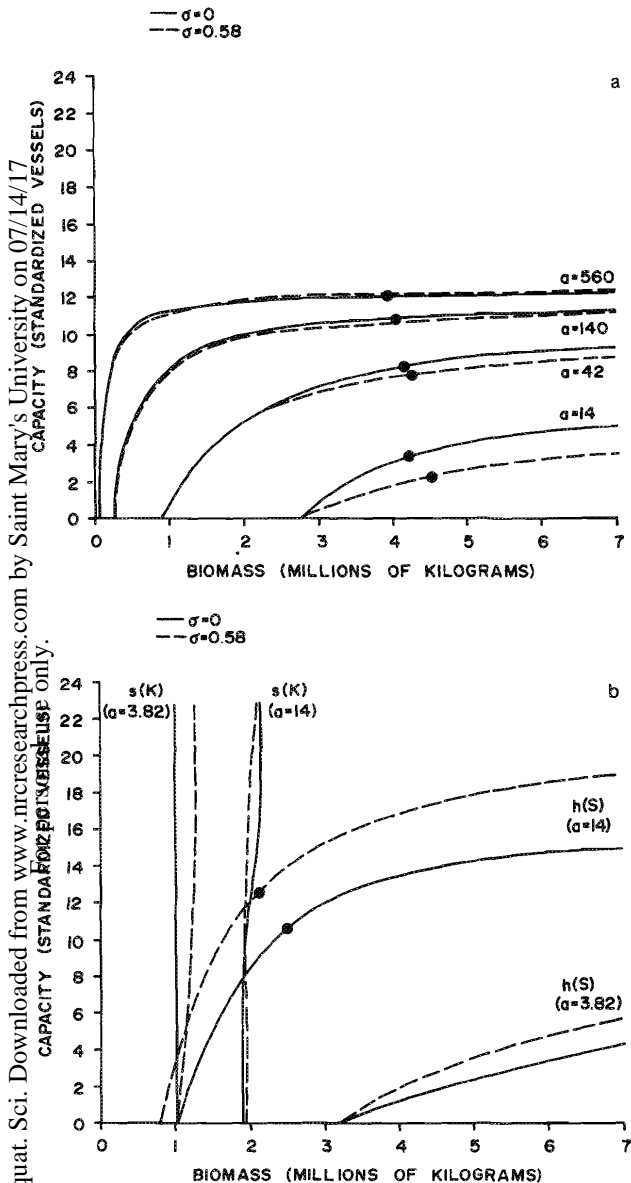 σ=0
σ=0.58
a
24
22
20
18
16
14
12
10
8
6
4
2
0
CAPACITY (STANDARDIZED VESSELS)
a=560
a=140
a=42
a=14
0 1 2 3 4 5 6 7
BIOMASS (MILLIONS OF KILOGRAMS)
σ=0
σ=0.58
b
24
22
20
18
16
14
12
10
8
6
4
2
0
CAPACITY (STANDARDIZED VESSELS)
s(K)
(a=3.82)
s(K)
(a=14)
h(S)
(a=14)
h(S)
(a=3.82)
0 1 2 3 4 5 6 7
BIOMASS (MILLIONS OF KILOGRAMS)
quat. Sci. Downloaded from www.nrcresearchpress.com by Saint Mary's University on 07/14/17
For personal use only.